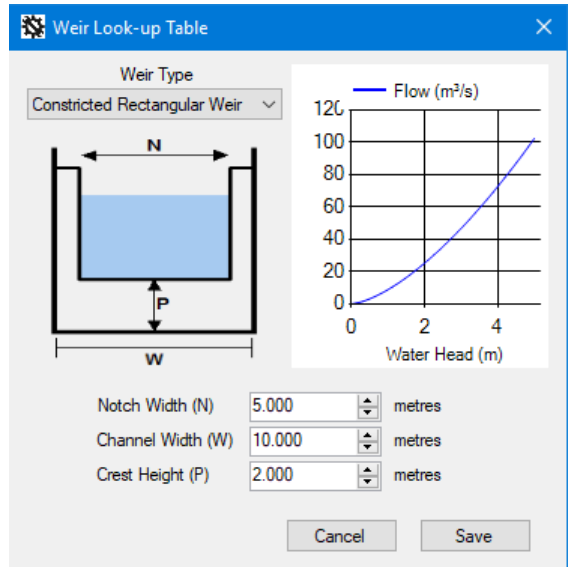 Weir Look-up Table
Weir Type
Constricted Rectangular Weir
N
P
W
Flow (m³/s)
120
100
80
60
40
20
0
0 2 4
Water Head (m)
Notch Width (N) 5.000 metres
Channel Width (W) 10.000 metres
Crest Height (P) 2.000 metres
Cancel Save